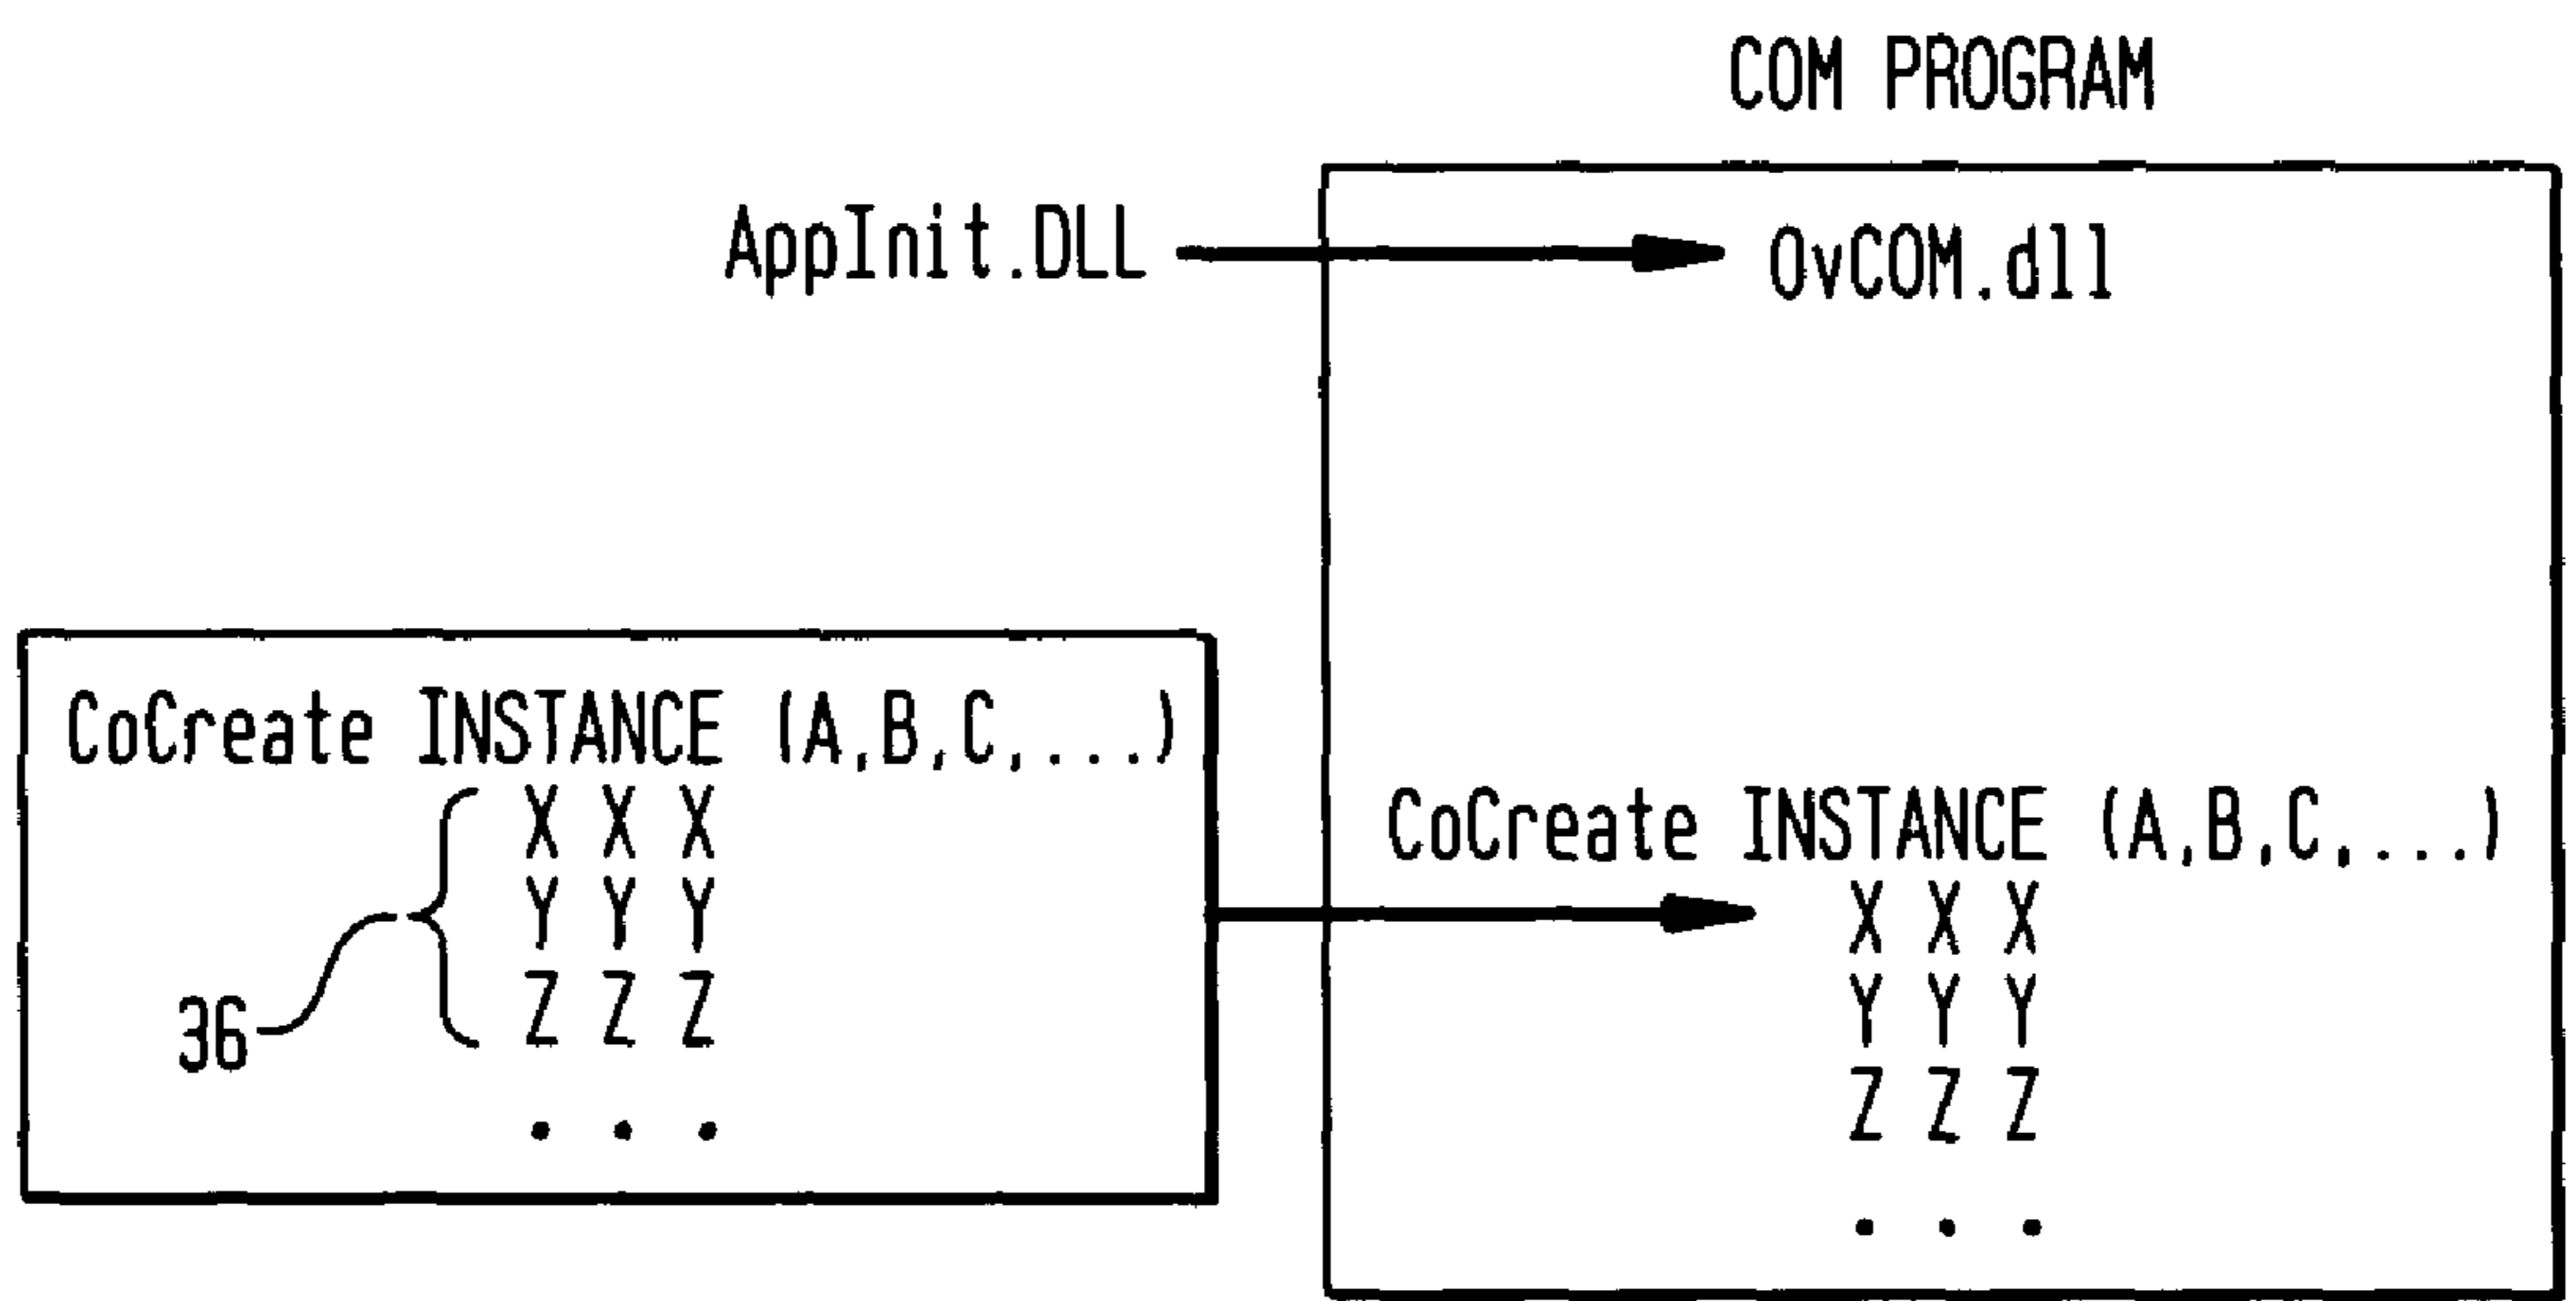 COM PROGRAM
AppInit.DLL
OvCOM.dll
CoCreate INSTANCE (A,B,C,...)
X X X
Y Y Y
Z Z Z
. . .
36
CoCreate INSTANCE (A,B,C,...)
X X X
Y Y Y
Z Z Z
. . .